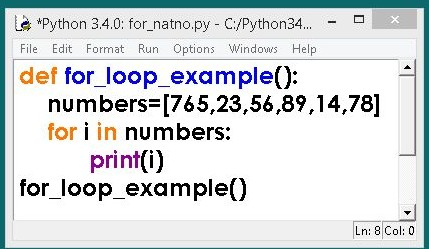 *Python 3.4.0: for_natno.py - C:/Python34...
File Edit Format Run Options Windows Help
def for_loop_example():
    numbers=[765,23,56,89,14,78]
    for i in numbers:
        print(i)
for_loop_example()
Ln: 8 Col: 0